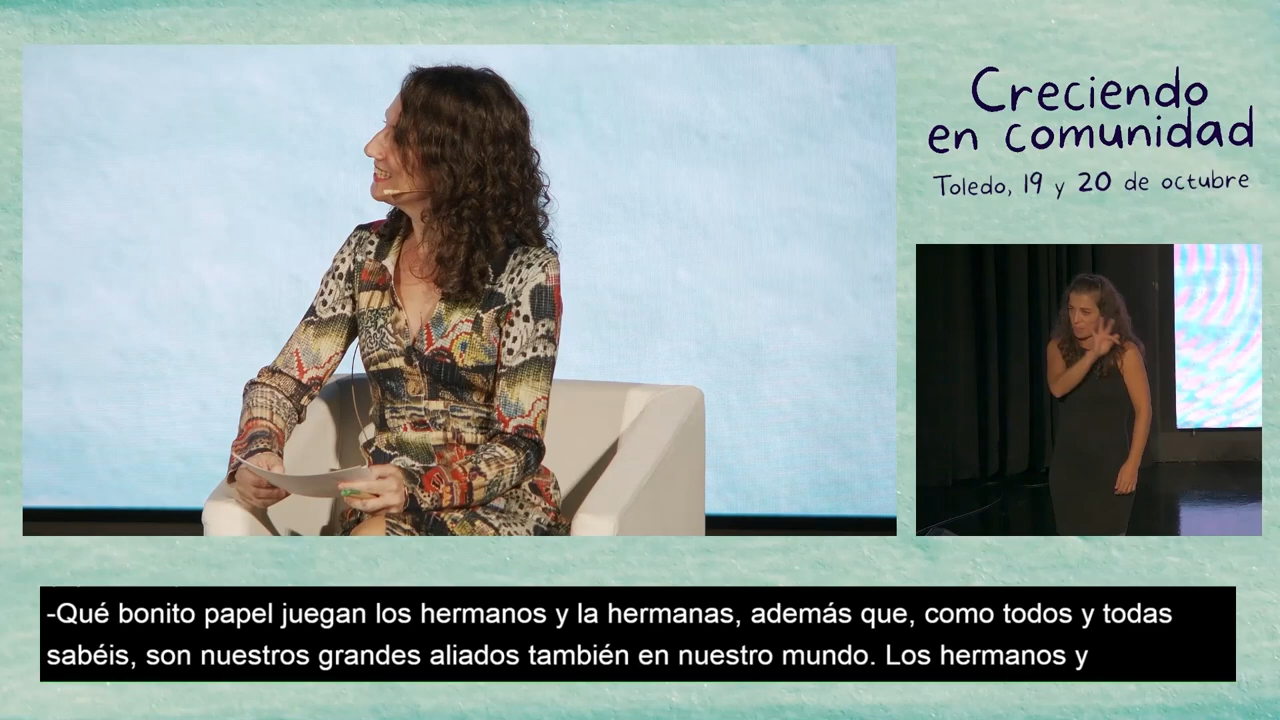 Creciendo
en comunidad
Toledo, 19 y 20 de octubre
-Qué bonito papel juegan los hermanos y la hermanas, además que, como todos y todas
sabéis, son nuestros grandes aliados también en nuestro mundo. Los hermanos y